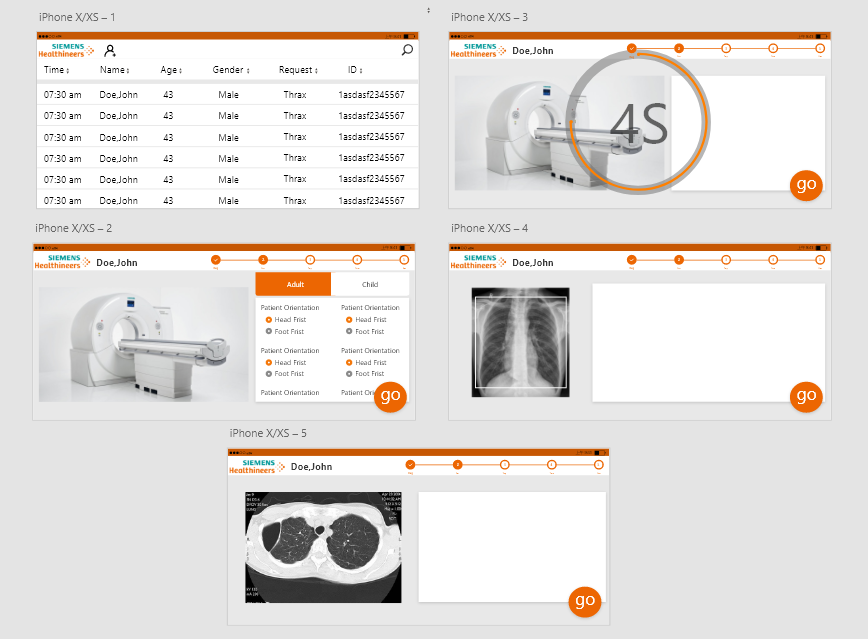 iPhone X/XS – 1
SIEMENS
Healthineers
Time Name Age Gender Request ID
07:30 am Doe,John 43 Male Thrax 1asdasf2345567
07:30 am Doe,John 43 Male Thrax 1asdasf2345567
07:30 am Doe,John 43 Male Thrax 1asdasf2345567
07:30 am Doe,John 43 Male Thrax 1asdasf2345567
07:30 am Doe,John 43 Male Thrax 1asdasf2345567
07:30 am Doe,John 43 Male Thrax 1asdasf2345567
iPhone X/XS – 3
SIEMENS
Healthineers
Doe,John
4S
go
iPhone X/XS – 2
SIEMENS
Healthineers
Doe,John
Adult Child
Patient Orientation Patient Orientation
Head Frist Head Frist
Foot Frist Foot Frist
Patient Orientation Patient Orientation
Head Frist Head Frist
Foot Frist Foot Frist
Patient Orientation Patient Ori
go
iPhone X/XS – 4
SIEMENS
Healthineers
Doe,John
go
iPhone X/XS – 5
SIEMENS
Healthineers
Doe,John
go